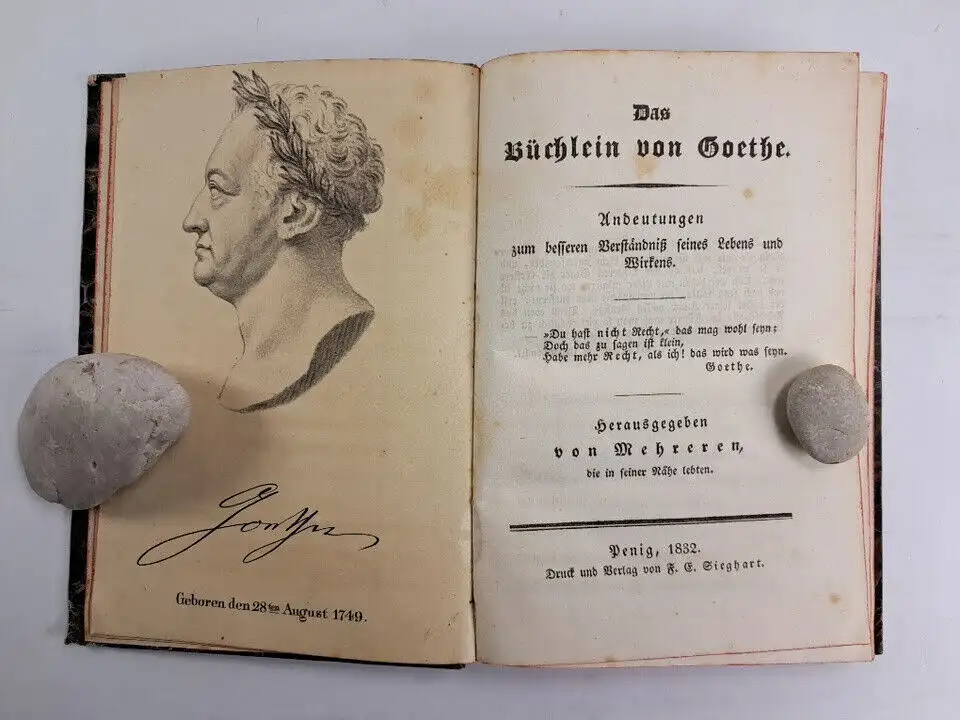 Goethe
Geboren den 28ten August 1749.
Das
Büchlein von Goethe.
Andeutungen
zum besseren Verständniß seines Lebens und
Wirkens.
»Du hast nicht Recht,« das mag wohl seyn;
Doch das zu sagen ist klein,
Habe mehr Recht, als ich! das wird was seyn.
Goethe.
Herausgegeben
von Mehreren,
die in seiner Nähe lebten.
Penig, 1832.
Druck und Verlag von F. E. Sieghart.